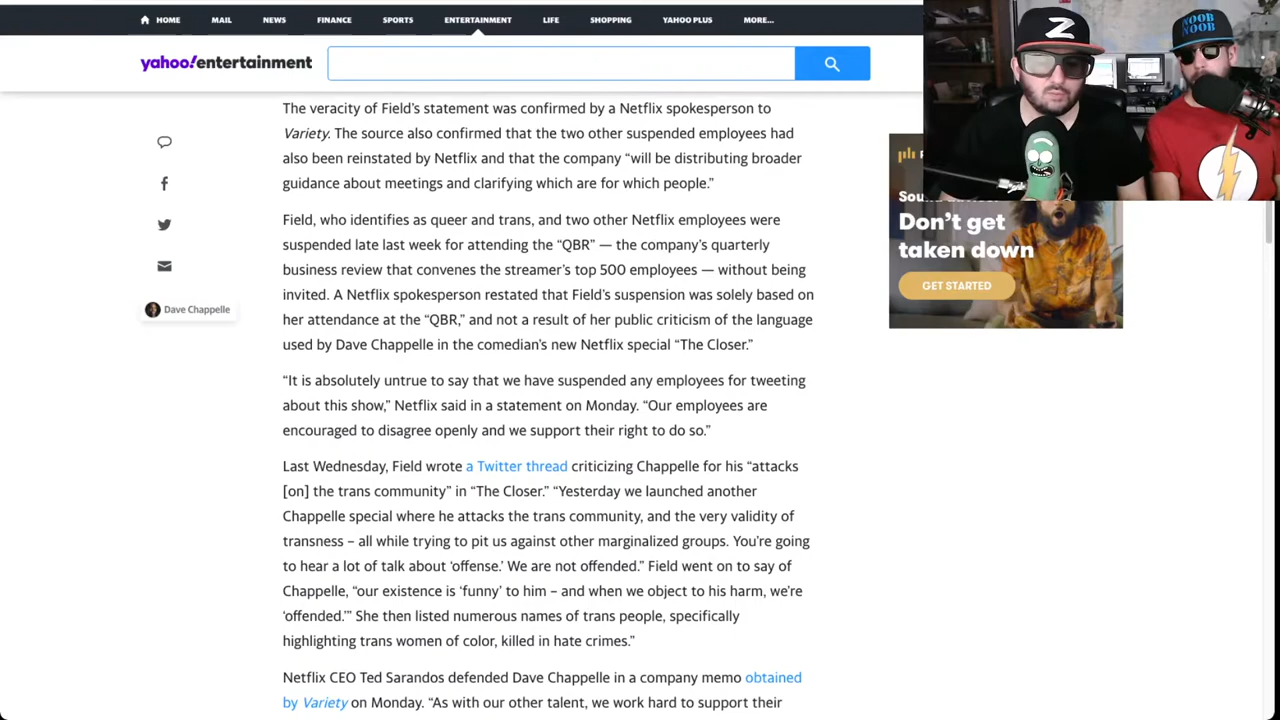 HOME MAIL NEWS FINANCE SPORTS ENTERTAINMENT LIFE SHOPPING YAHOO PLUS MORE...
yahoo!entertainment
Z
NOOB
NOOB
The veracity of Field’s statement was confirmed by a Netflix spokesperson to
Variety. The source also confirmed that the two other suspended employees had
also been reinstated by Netflix and that the company “will be distributing broader
guidance about meetings and clarifying which are for which people.”
Field, who identifies as queer and trans, and two other Netflix employees were
suspended late last week for attending the “QBR” — the company’s quarterly
business review that convenes the streamer’s top 500 employees — without being
invited. A Netflix spokesperson restated that Field’s suspension was solely based on
her attendance at the “QBR,” and not a result of her public criticism of the language
used by Dave Chappelle in the comedian’s new Netflix special “The Closer.”
“It is absolutely untrue to say that we have suspended any employees for tweeting
about this show,” Netflix said in a statement on Monday. “Our employees are
encouraged to disagree openly and we support their right to do so.”
Last Wednesday, Field wrote a Twitter thread criticizing Chappelle for his “attacks
[on] the trans community” in “The Closer.” “Yesterday we launched another
Chappelle special where he attacks the trans community, and the very validity of
transness – all while trying to pit us against other marginalized groups. You’re going
to hear a lot of talk about ‘offense.’ We are not offended.” Field went on to say of
Chappelle, “our existence is ‘funny’ to him – and when we object to his harm, we’re
‘offended.’” She then listed numerous names of trans people, specifically
highlighting trans women of color, killed in hate crimes.”
Netflix CEO Ted Sarandos defended Dave Chappelle in a company memo obtained
by Variety on Monday. “As with our other talent, we work hard to support their
Dave Chappelle
Don’t get
taken down
GET STARTED